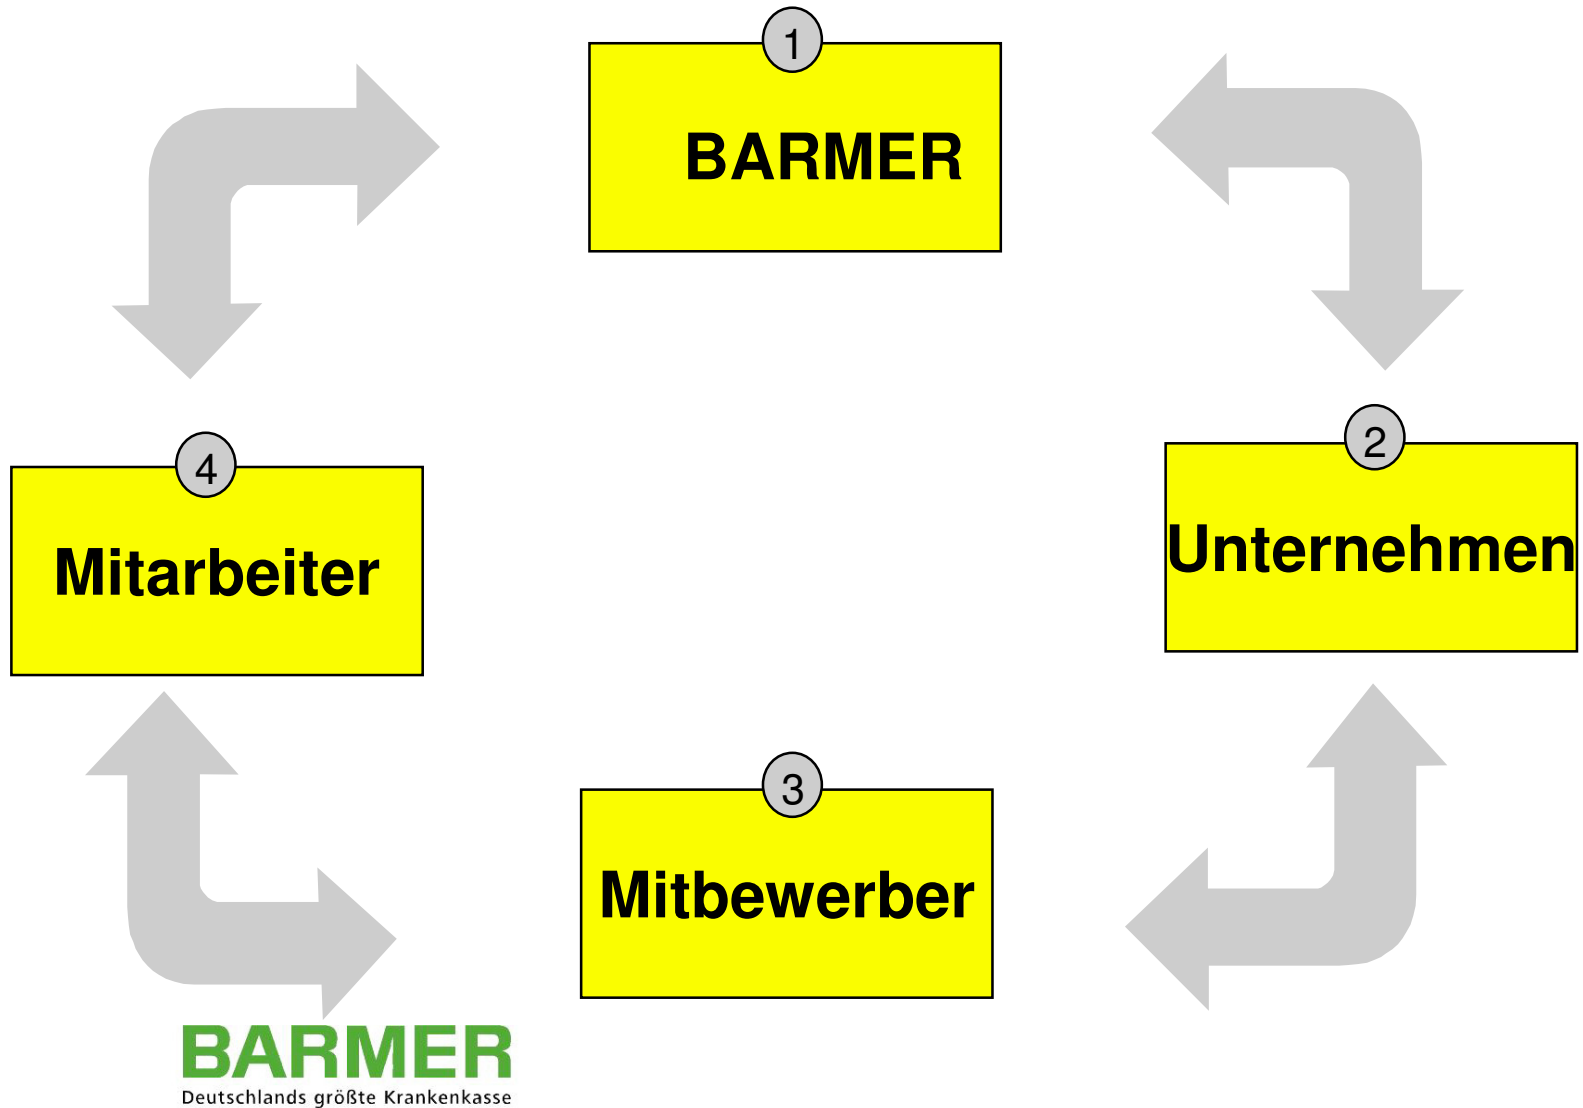 1
BARMER
2
Unternehmen
4
Mitarbeiter
3
Mitbewerber
BARMER
Deutschlands größte Krankenkasse